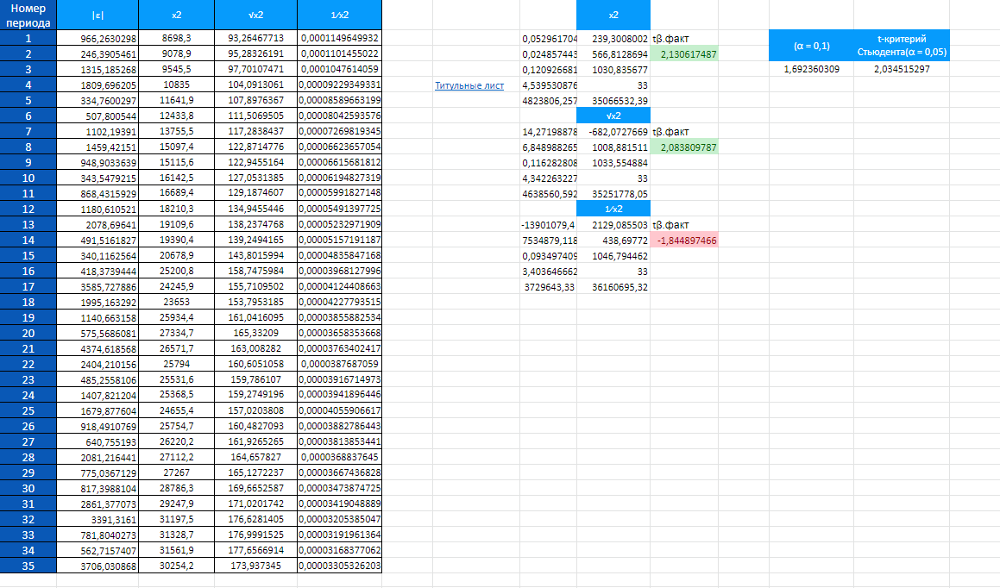 Номер периода |ε| x2 √x2 1/x2 x2
1 966,2630298 8698,3 93,26467713 0,0001149649932 0,052961704 239,3008002 tβ.факт (α = 0,1) t-критерий Стьюдента(α = 0,05)
2 246,3905461 9078,9 95,28326191 0,0001101455022 0,024857443 566,8128694 2,130617487
3 1315,185268 9545,5 97,70107471 0,0001047614059 0,120926681 1030,835677 1,692360309 2,034515297
4 1809,696205 10835 104,0913061 0,00009229349331 Титульные лист 4,539530876 33
5 334,7600297 11641,9 107,8976367 0,00008589663199 4823806,257 35066532,39
6 507,800544 12433,8 111,5069505 0,00008042593576 √x2
7 1102,19391 13755,5 117,2838437 0,00007269819345 14,27198878 -682,0727669 tβ.факт
8 1459,42151 15097,4 122,8714776 0,00006623657054 6,848988265 1008,881511 2,083809787
9 948,9033639 15115,6 122,9455164 0,00006615681812 0,116282808 1033,554884
10 343,5479215 16142,5 127,0531385 0,00006194827319 4,342263227 33
11 868,4315929 16689,4 129,1874607 0,00005991827148 4638560,592 35251778,05
12 1180,610521 18210,3 134,9455446 0,00005491397725 1/x2
13 2078,69641 19109,6 138,2374768 0,00005232971909 -13901079,4 2129,085503 tβ.факт
14 491,5161827 19390,4 139,2494165 0,00005157191187 7534879,118 438,69772 -1,844897466
15 340,1162564 20678,9 143,8015994 0,00004835847168 0,093497409 1046,794462
16 418,3739444 25200,8 158,7475984 0,00003968127996 3,403646662 33
17 3585,727886 24245,9 155,7109502 0,00004124408663 3729643,33 36160695,32
18 1995,163292 23653 153,7953185 0,00004227793515
19 1140,663158 25934,4 161,0416095 0,00003855882534
20 575,5686081 27334,7 165,33209 0,00003658353668
21 4374,618568 26571,7 163,008282 0,00003763402417
22 2404,210156 25794 160,6051058 0,0000387687059
23 485,2558106 25531,6 159,786107 0,00003916714973
24 1407,821204 25368,5 159,2749196 0,00003941896446
25 1679,877604 24655,4 157,0203808 0,00004055906617
26 918,4910769 25754,7 160,4827093 0,00003882786443
27 640,755193 26220,2 161,9265265 0,00003813853441
28 2081,216441 27112,2 164,657827 0,0000368837645
29 775,0367129 27267 165,1272237 0,00003667436828
30 817,3988104 28786,3 169,6652587 0,00003473874725
31 2861,377073 29247,9 171,0201742 0,00003419048889
32 3391,3161 31197,5 176,6281405 0,00003205385047
33 781,8040273 31328,7 176,9991525 0,00003191961364
34 562,7157407 31561,9 177,6566914 0,00003168377062
35 3706,030868 30254,2 173,937345 0,00003305326203